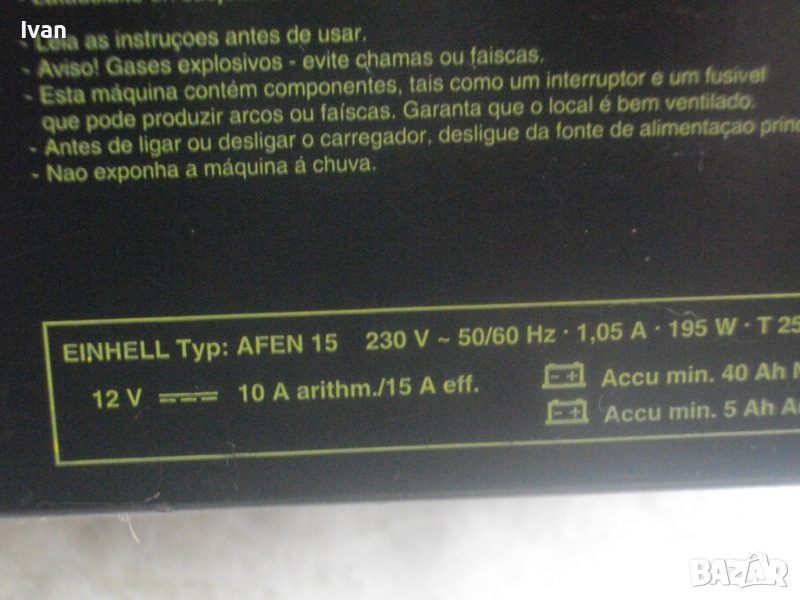 Ivan
- Leia as instruçoes antes de usar.
- Aviso! Gases explosivos - evite chamas ou faiscas.
- Esta máquina contém componentes, tais como um interruptor e um fusivel
que pode produzir arcos ou faíscas. Garanta que o local é bem ventilado.
- Antes de ligar ou desligar o carregador, desligue da fonte de alimentaçao princ
- Nao exponha a máquina á chuva.
EINHELL Typ: AFEN 15 230 V ~ 50/60 Hz · 1,05 A · 195 W · T 25
12 V 10 A arithm./15 A eff. - + Accu min. 40 Ah
- + Accu min. 5 Ah
BAZAR